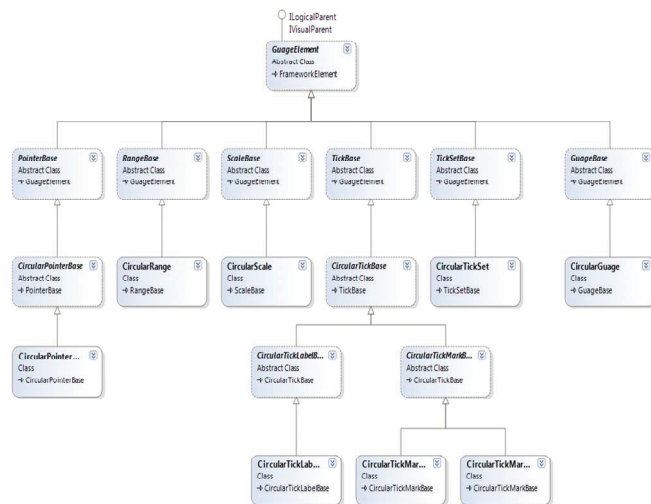 ILogicalParent
IVisualParent
GuageElement
Abstract Class
FrameworkElement
PointerBase
Abstract Class
GuageElement
RangeBase
Abstract Class
GuageElement
ScaleBase
Abstract Class
GuageElement
TickBase
Abstract Class
GuageElement
TickSetBase
Abstract Class
GuageElement
GuageBase
Abstract Class
GuageElement
CircularPointerBase
Abstract Class
PointerBase
CircularRange
Class
RangeBase
CircularScale
Class
ScaleBase
CircularTickBase
Abstract Class
TickBase
CircularTickSet
Class
TickSetBase
CircularGuage
Class
GuageBase
CircularPointer...
Class
CircularPointerBase
CircularTickLabelB...
Abstract Class
CircularTickBase
CircularTickMarkB...
Abstract Class
CircularTickBase
CircularTickLab...
Class
CircularTickLabelBase
CircularTickMar...
Class
CircularTickMarkBase
CircularTickMar...
Class
CircularTickMarkBase